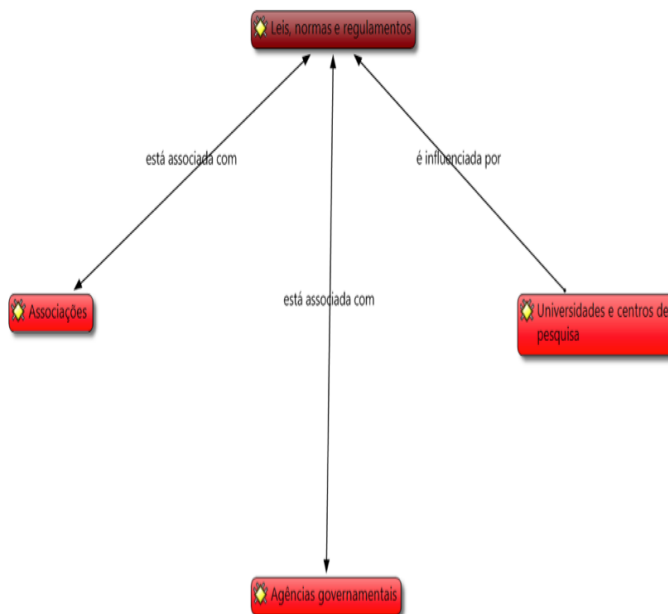 Leis, normas e regulamentos
está associada com
é influenciada por
está associada com
Associações
Universidades e centros de
pesquisa
Agências governamentais